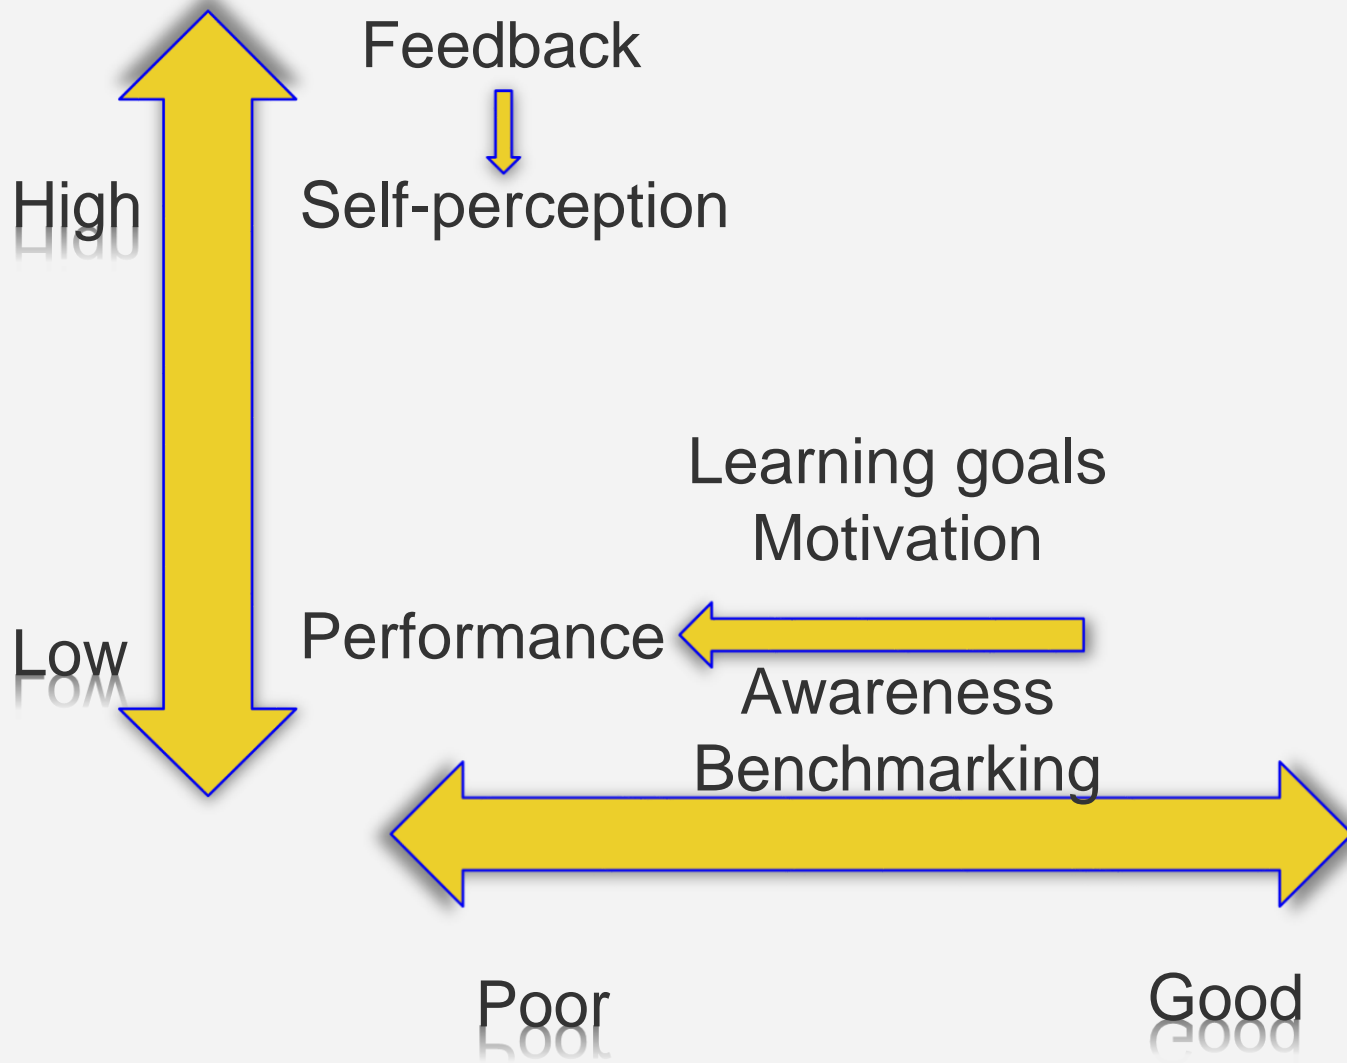 Feedback
High
Self-perception
Learning goals
Motivation
Performance
Low
Awareness
Benchmarking
Poor
Good